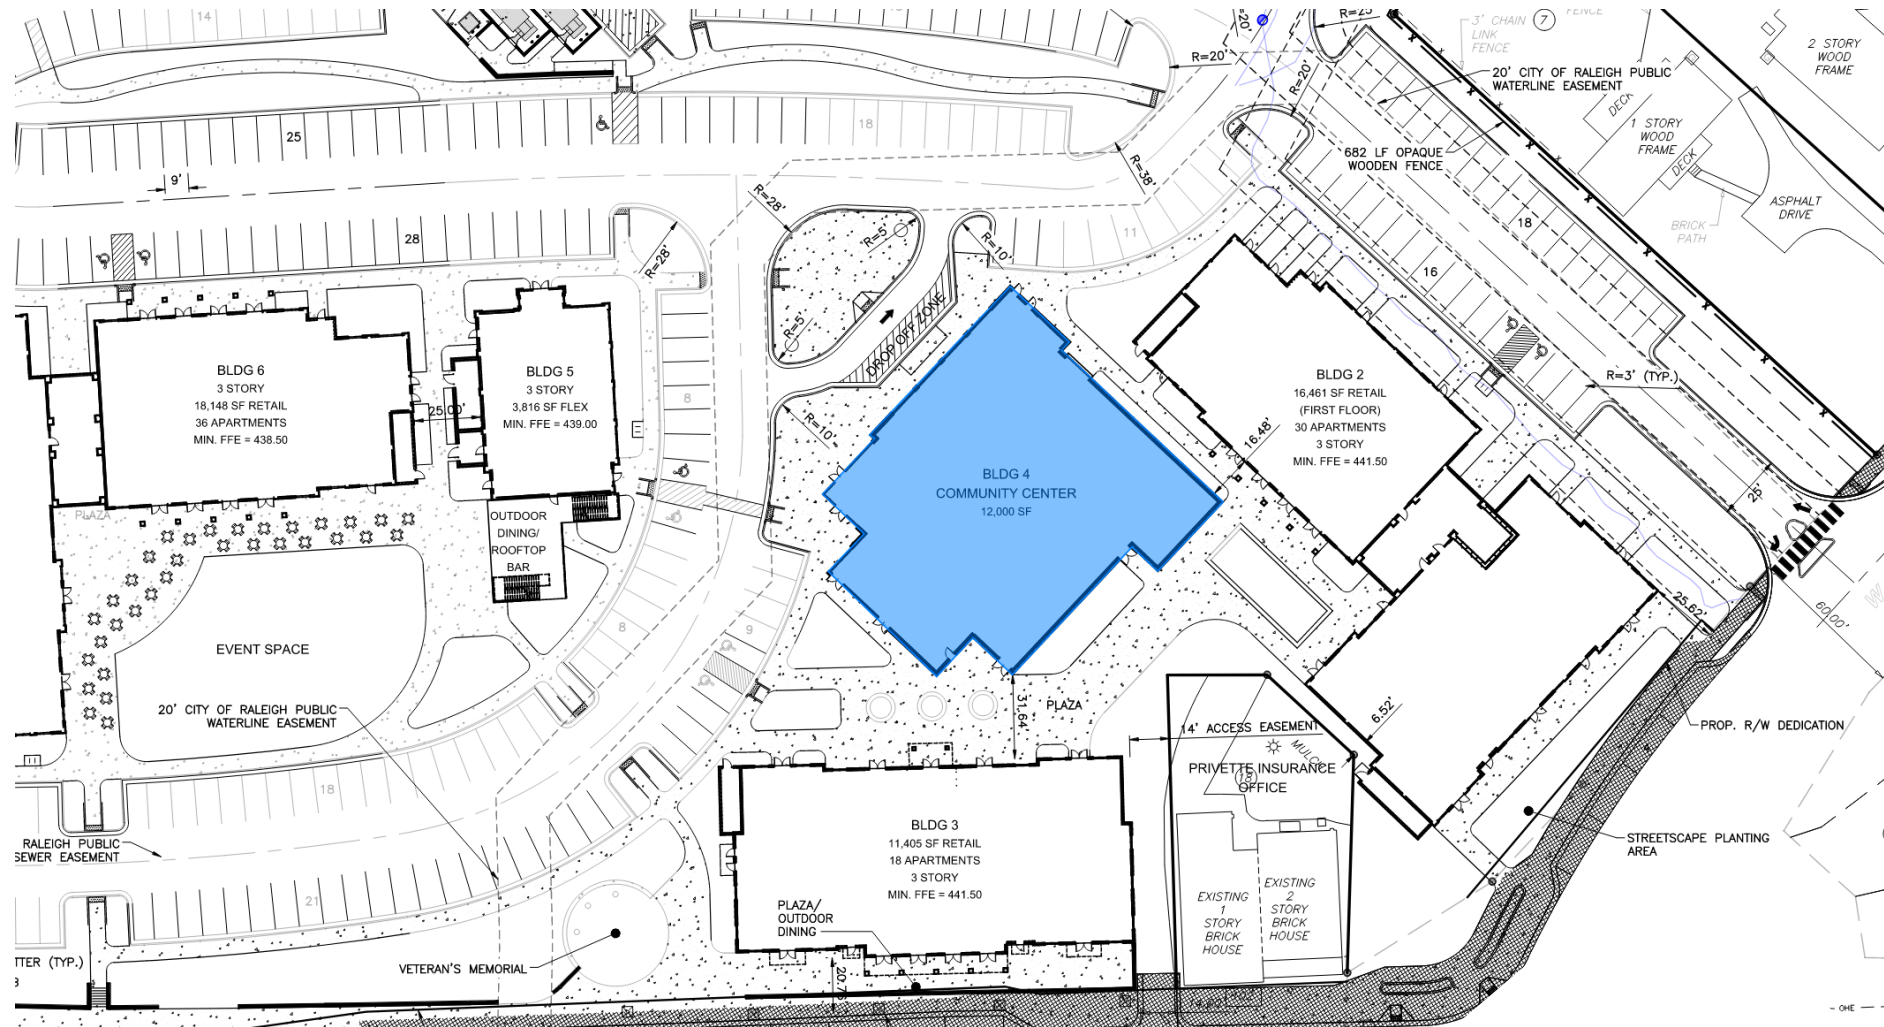 14
18
R=20'
=20'
R=25'
3' CHAIN
LINK
FENCE
7
FENCE
2 STORY
WOOD
FRAME
20' CITY OF RALEIGH PUBLIC
WATERLINE EASEMENT
R=20'
DECK
1 STORY
WOOD
FRAME
DECK
682 LF OPAQUE
WOODEN FENCE
ASPHALT
DRIVE
BRICK
PATH
25
18
9'
R=38'
R=28'
R=5'
R=10'
11
18
16
28
R=28'
R=5'
DROP OFF ZONE
R=3' (TYP.)
BLDG 6
3 STORY
18,148 SF RETAIL
36 APARTMENTS
MIN. FFE = 438.50
25.00'
BLDG 5
3 STORY
3,816 SF FLEX
MIN. FFE = 439.00
8
R=10'
BLDG 4
COMMUNITY CENTER
12,000 SF
BLDG 2
16,461 SF RETAIL
(FIRST FLOOR)
30 APARTMENTS
3 STORY
MIN. FFE = 441.50
16.48'
25'
PLAZA
OUTDOOR
DINING/
ROOFTOP
BAR
25.62'
60.00'
W
8
9
EVENT SPACE
20' CITY OF RALEIGH PUBLIC
WATERLINE EASEMENT
31.64'
PLAZA
6.52'
14' ACCESS EASEMENT
MULCH
PRIVETTE INSURANCE
18
OFFICE
PROP. R/W DEDICATION
18
RALEIGH PUBLIC
SEWER EASEMENT
BLDG 3
11,405 SF RETAIL
18 APARTMENTS
3 STORY
MIN. FFE = 441.50
STREETSCAPE PLANTING
AREA
21
PLAZA/
OUTDOOR
DINING
EXISTING
1
STORY
BRICK
HOUSE
EXISTING
2
STORY
BRICK
HOUSE
VETERAN'S MEMORIAL
TTER (TYP.)
20.76
OHE